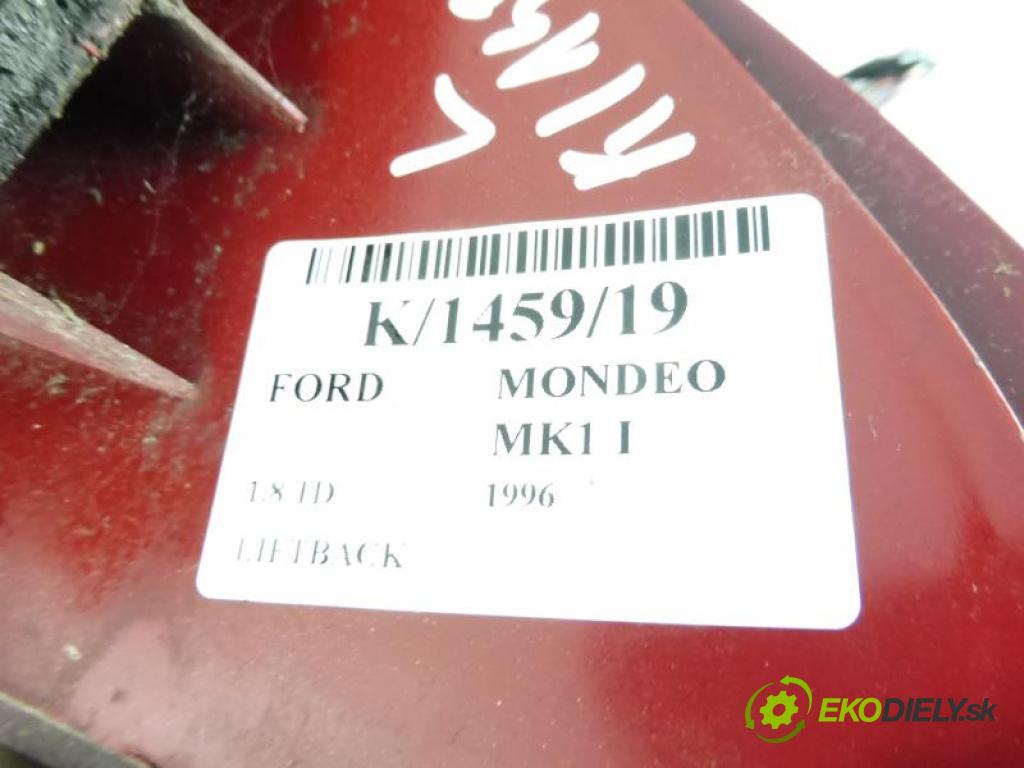 K/1459/19
FORD MONDEO
MK1 I
1.8 TD 1996
LIFTBACK
EKODIELY.sk